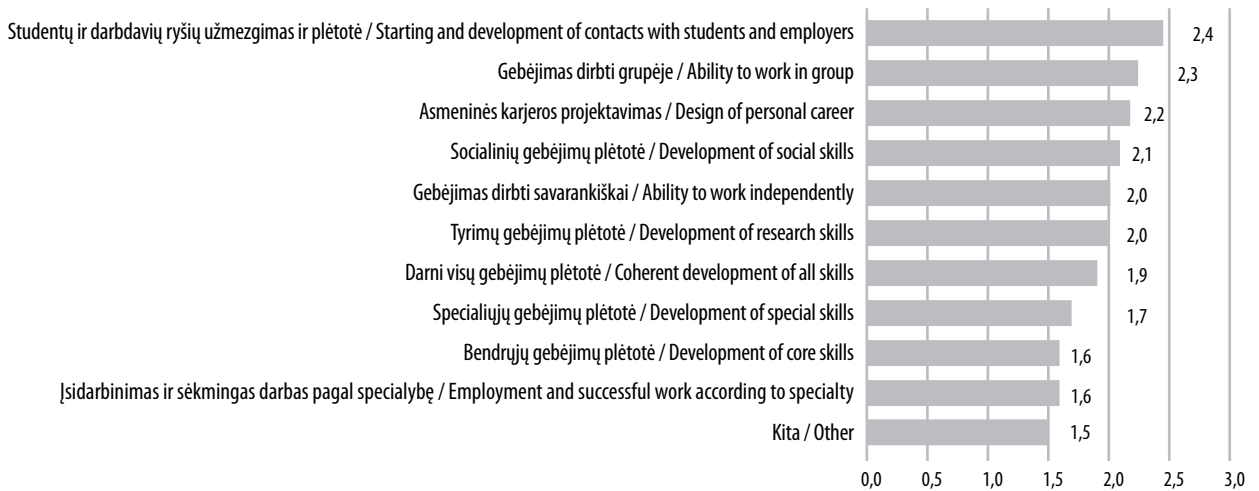 Studentų ir darbdavių ryšių užmezgimas ir plėtotė / Starting and development of contacts with students and employers 2,4
Gebėjimas dirbti grupėje / Ability to work in group 2,3
Asmeninės karjeros projektavimas / Design of personal career 2,2
Socialinių gebėjimų plėtotė / Development of social skills 2,1
Gebėjimas dirbti savarankiškai / Ability to work independently 2,0
Tyrimų gebėjimų plėtotė / Development of research skills 2,0
Darni visų gebėjimų plėtotė / Coherent development of all skills 1,9
Specialiųjų gebėjimų plėtotė / Development of special skills 1,7
Bendrųjų gebėjimų plėtotė / Development of core skills 1,6
Įsidarbinimas ir sėkmingas darbas pagal specialybę / Employment and successful work according to specialty 1,6
Kita / Other 1,5
0,0 0,5 1,0 1,5 2,0 2,5 3,0